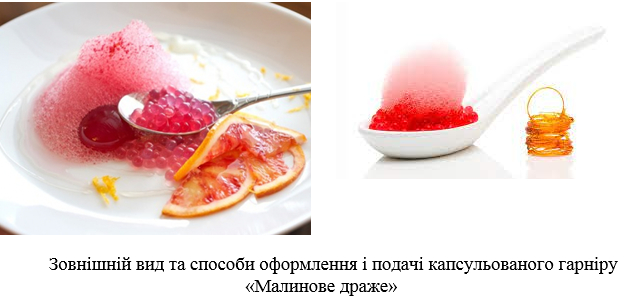 Зовнішній вид та способи оформлення і подачі капсульованого гарніру
«Малинове драже»